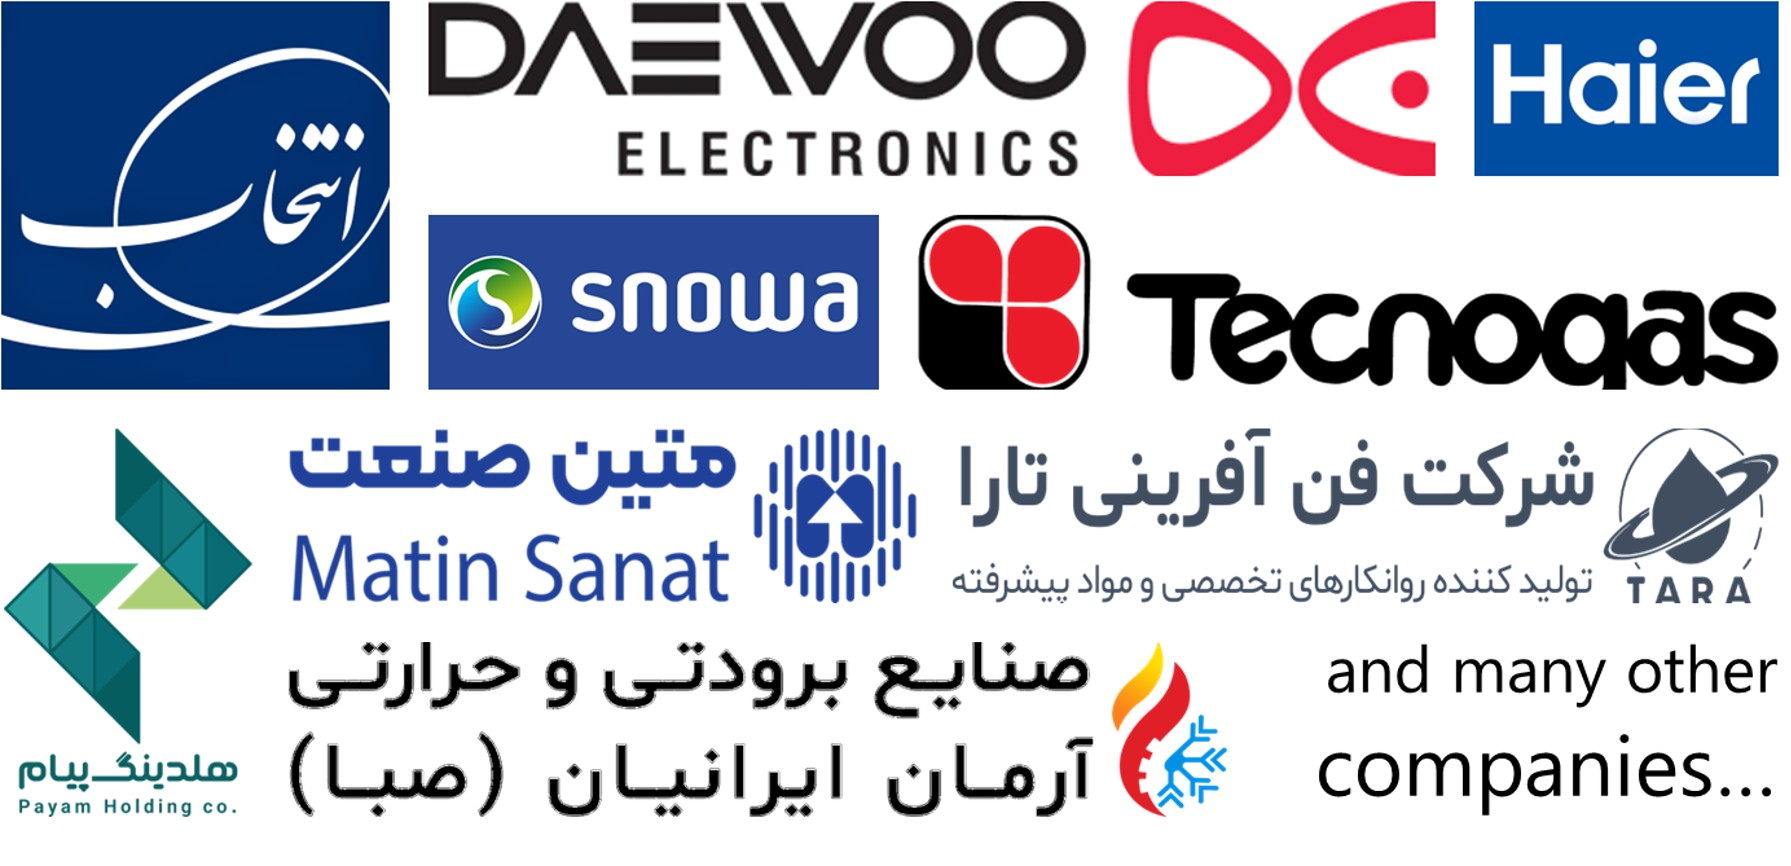 انتخاب
DAEWOO
ELECTRONICS
Haier
snowa
Tecnogas
متین صنعت
Matin Sanat
شرکت فن آفرینی تارا
تولید کننده روانکارهای تخصصی و مواد پیشرفته
TARA
هلدینگ پیام
Payam Holding co.
صنایع برودتی و حرارتی
آرمان ایرانیان (صبا)
and many other
companies...